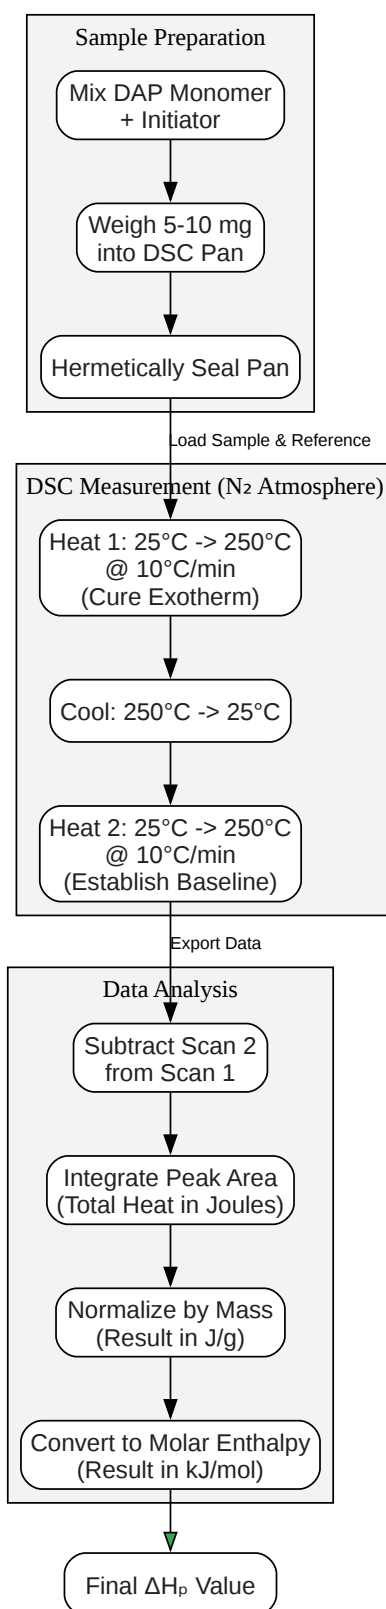 Sample Preparation
Mix DAP Monomer
+ Initiator
Weigh 5-10 mg
into DSC Pan
Hermetically Seal Pan
Load Sample & Reference
DSC Measurement (N₂ Atmosphere)
Heat 1: 25°C -> 250°C
@ 10°C/min
(Cure Exotherm)
Cool: 250°C -> 25°C
Heat 2: 25°C -> 250°C
@ 10°C/min
(Establish Baseline)
Export Data
Data Analysis
Subtract Scan 2
from Scan 1
Integrate Peak Area
(Total Heat in Joules)
Normalize by Mass
(Result in J/g)
Convert to Molar Enthalpy
(Result in kJ/mol)
Final ΔHₚ Value